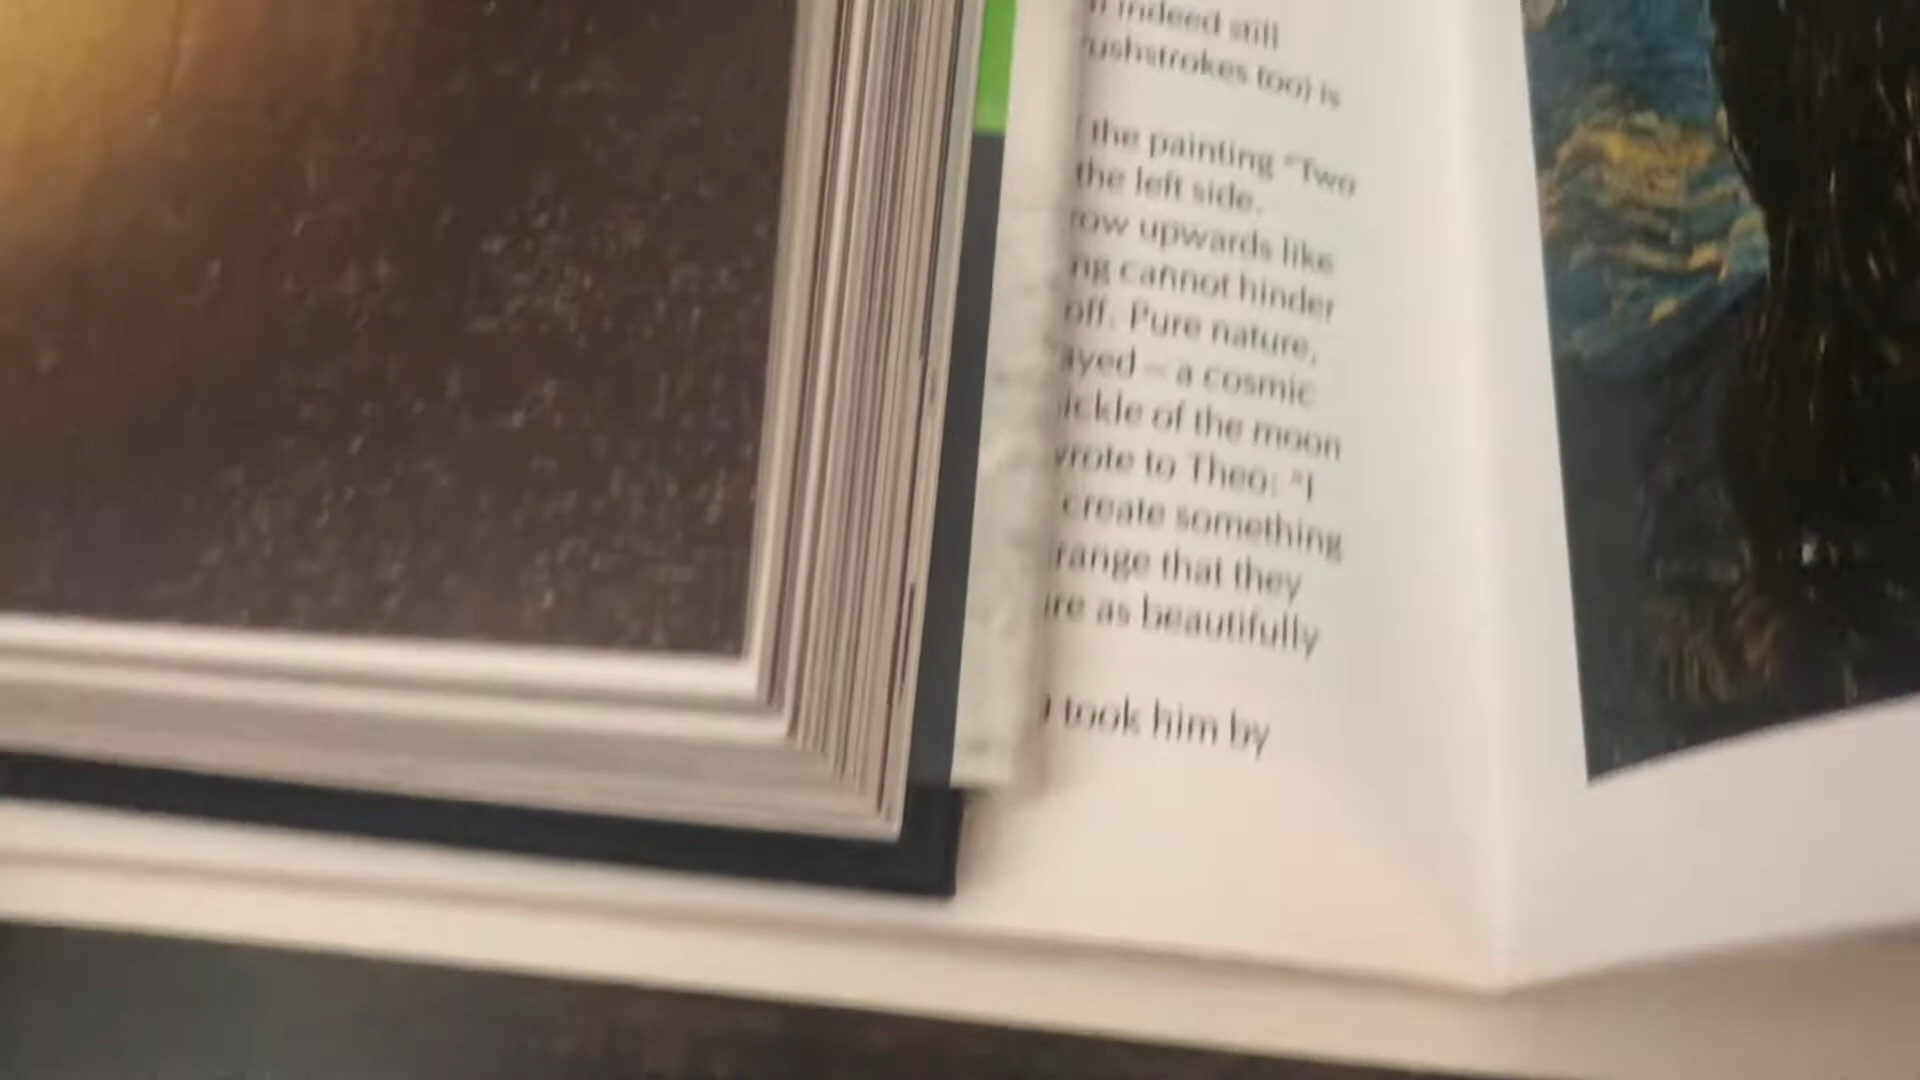 indeed still
ushstrokes too) is
the painting "Two
the left side.
ow upwards like
ng cannot hinder
off. Pure nature,
ayed – a cosmic
ickle of the moon
wrote to Theo: "I
create something
range that they
re as beautifully
took him by